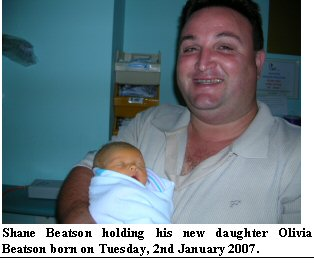 Shane Beatson holding his new daughter Olivia
Beatson born on Tuesday, 2nd January 2007.